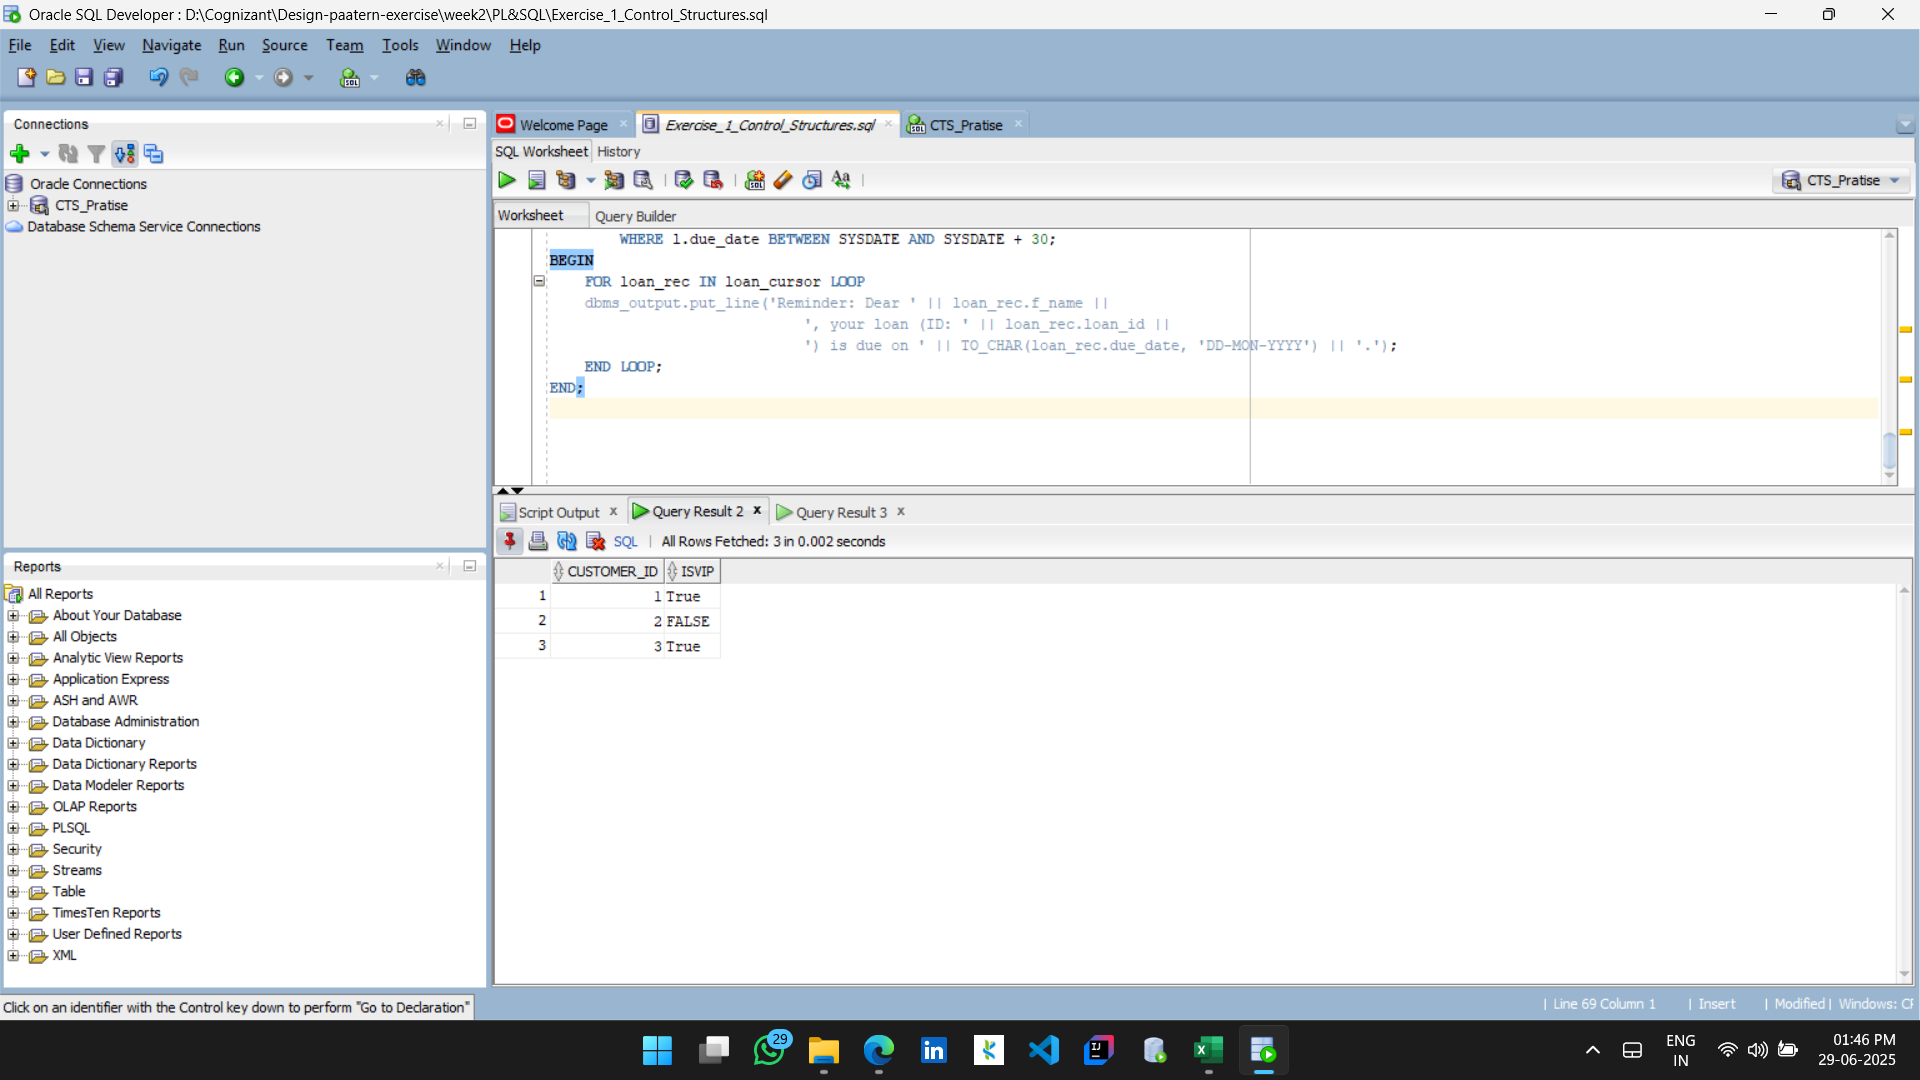 Oracle SQL Developer : D:\Cognizant\Design-paatern-exercise\week2\PL&SQL\Exercise_1_Control_Structures.sql
File Edit View Navigate Run Source Team Tools Window Help
Connections
Oracle Connections
CTS_Pratise
Database Schema Service Connections
Welcome Page
Exercise_1_Control_Structures.sql
CTS_Pratise
SQL Worksheet History
CTS_Pratise
Worksheet Query Builder
WHERE l.due_date BETWEEN SYSDATE AND SYSDATE + 30;
BEGIN
FOR loan_rec IN loan_cursor LOOP
dbms_output.put_line('Reminder: Dear ' || loan_rec.f_name ||
', your loan (ID: ' || loan_rec.loan_id ||
') is due on ' || TO_CHAR(loan_rec.due_date, 'DD-MON-YYYY') || '.');
END LOOP;
END;
Script Output x Query Result 2 x Query Result 3 x
SQL | All Rows Fetched: 3 in 0.002 seconds
CUSTOMER_ID ISVIP
1 1 True
2 2 FALSE
3 3 True
Reports
All Reports
About Your Database
All Objects
Analytic View Reports
Application Express
ASH and AWR
Database Administration
Data Dictionary
Data Dictionary Reports
Data Modeler Reports
OLAP Reports
PLSQL
Security
Streams
Table
TimesTen Reports
User Defined Reports
XML
Click on an identifier with the Control key down to perform "Go to Declaration"
| Line 69 Column 1 | Insert | Modified | Windows: CF
29
ENG
IN
01:46 PM
29-06-2025